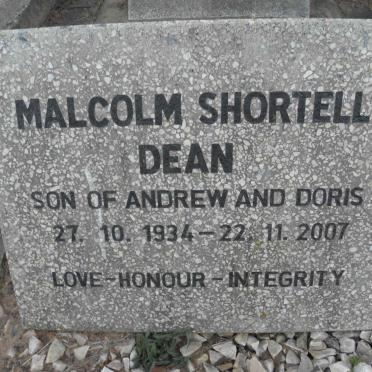 MALCOLM SHORTELL
DEAN
SON OF ANDREW AND DORIS
27. 10. 1934 – 22. 11. 2007
LOVE – HONOUR – INTEGRITY